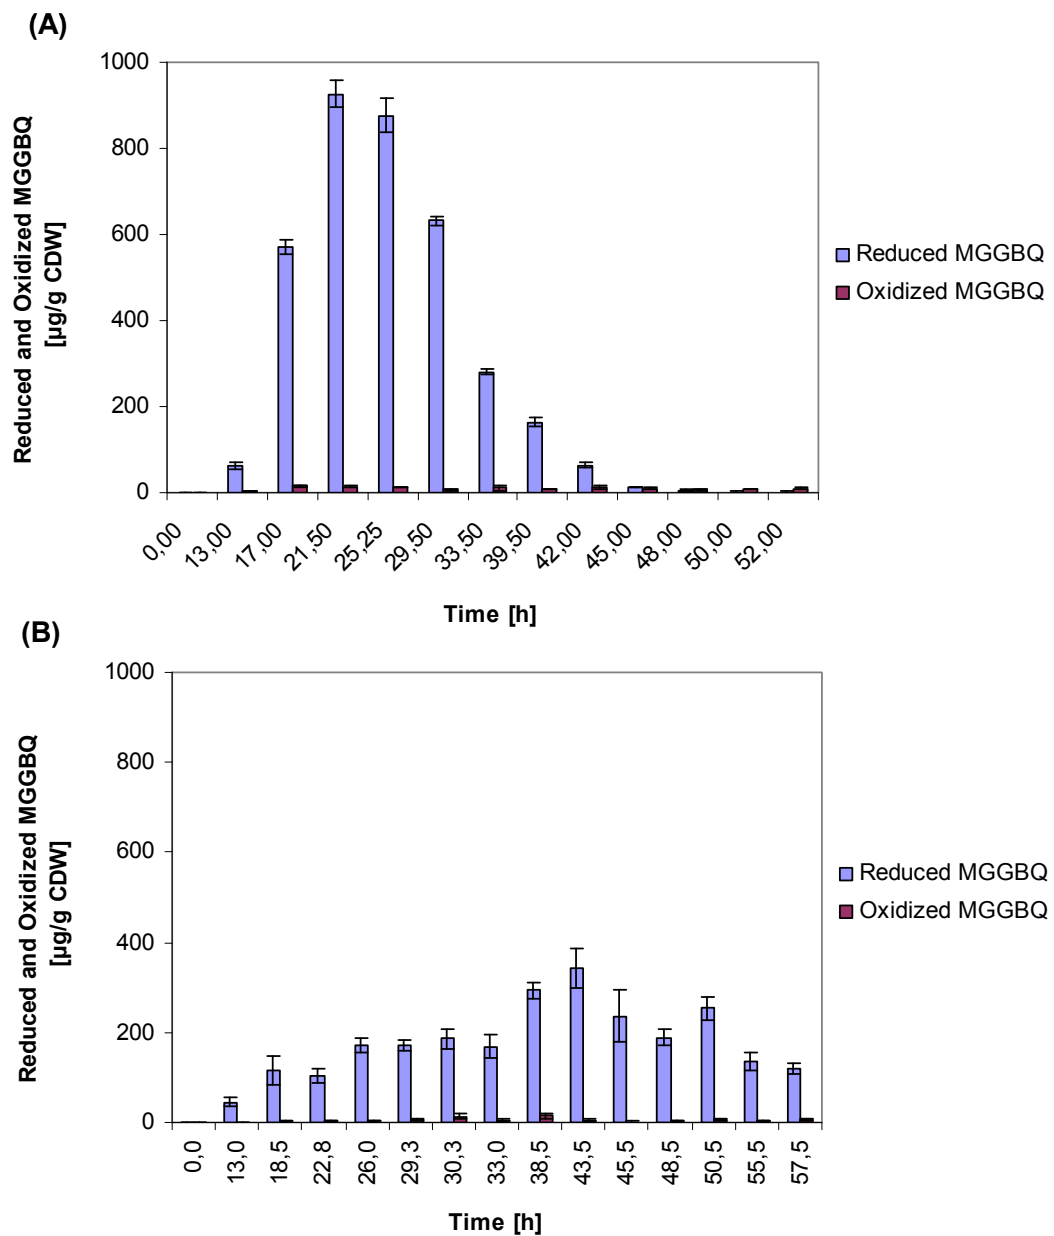 (A)
Reduced and Oxidized MGGBQ
[µg/g CDW]
1000
800
600
400
200
0
0,00 13,00 17,00 21,50 25,25 29,50 33,50 39,50 42,00 45,00 48,00 50,00 52,00
Time [h]
Reduced MGGBQ
Oxidized MGGBQ
(B)
Reduced and Oxidized MGGBQ
[µg/g CDW]
1000
800
600
400
200
0
0,0 13,0 18,5 22,8 26,0 29,3 30,3 33,0 38,5 43,5 45,5 48,5 50,5 55,5 57,5
Time [h]
Reduced MGGBQ
Oxidized MGGBQ